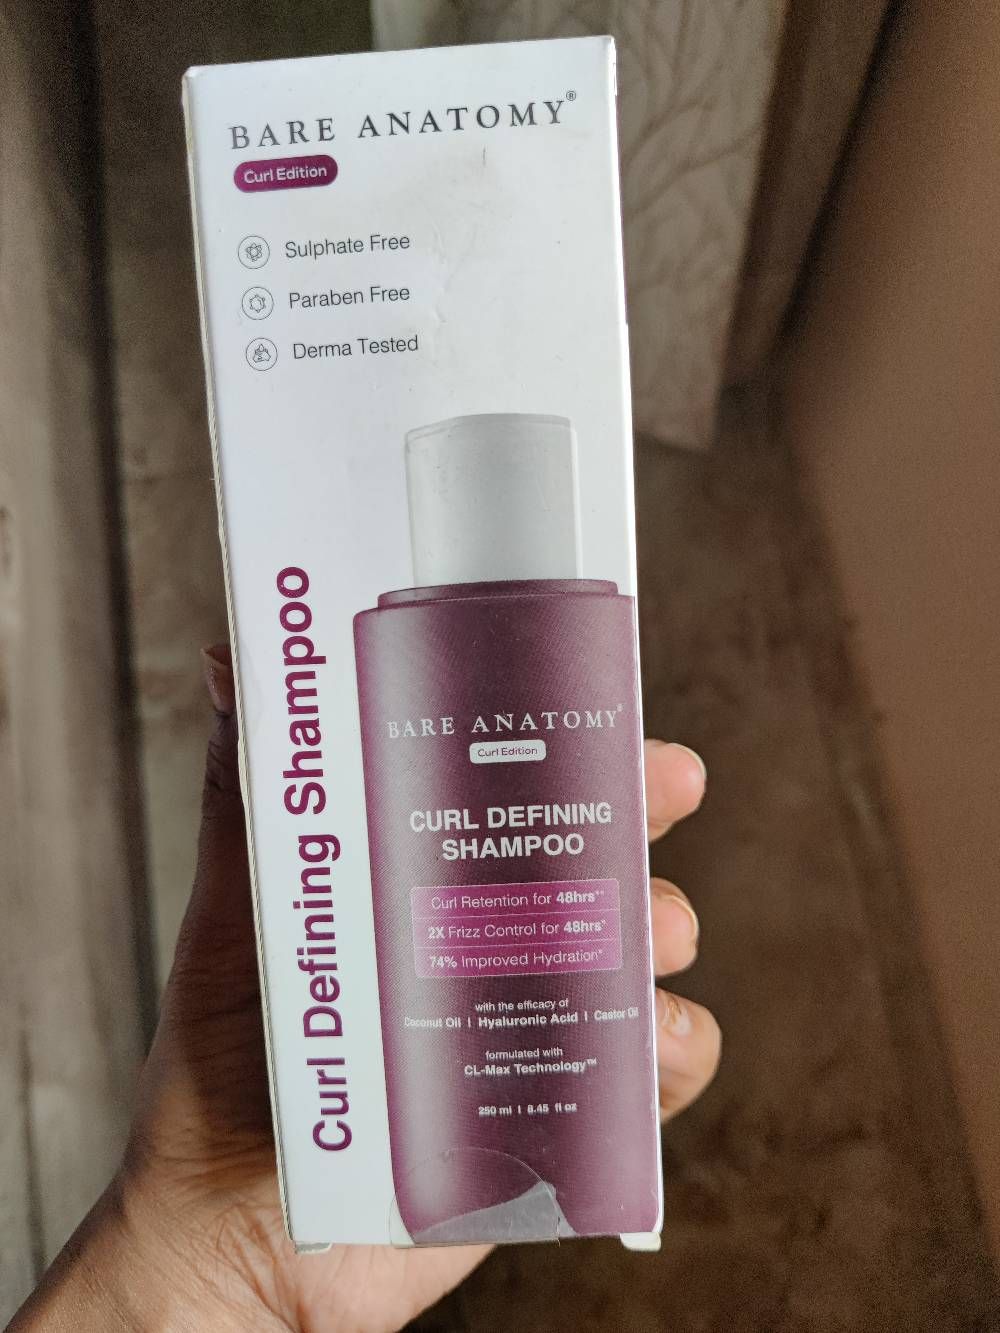 BARE ANATOMY®
Curl Edition
Sulphate Free
Paraben Free
Derma Tested
Curl Defining Shampoo
BARE ANATOMY®
Curl Edition
CURL DEFINING
SHAMPOO
Curl Retention for 48hrs**
2X Frizz Control for 48hrs*
74% Improved Hydration*
with the efficacy of
Coconut Oil | Hyaluronic Acid | Castor Oil
formulated with
CL-Max Technology™
250 ml | 8.45 fl oz